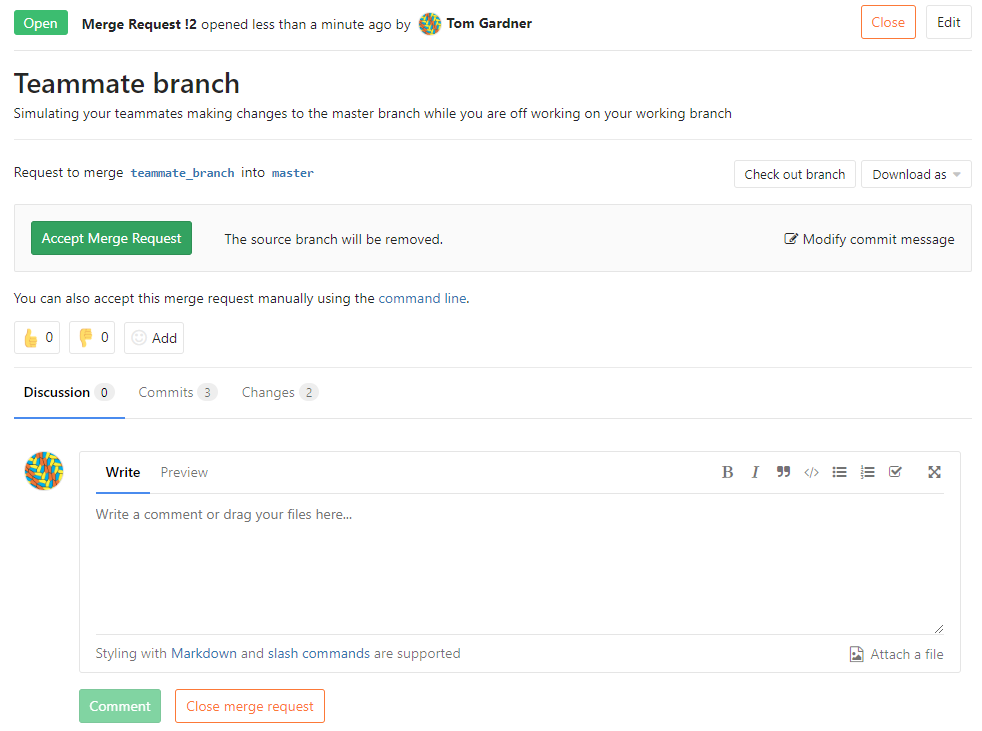 Open Merge Request !2 opened less than a minute ago by Tom Gardner Close Edit
Teammate branch
Simulating your teammates making changes to the master branch while you are off working on your working branch
Request to merge teammate_branch into master Check out branch Download as
Accept Merge Request The source branch will be removed. Modify commit message
You can also accept this merge request manually using the command line.
0 0 Add
Discussion 0 Commits 3 Changes 2
Write Preview B I
Write a comment or drag your files here...
Styling with Markdown and slash commands are supported Attach a file
Comment Close merge request